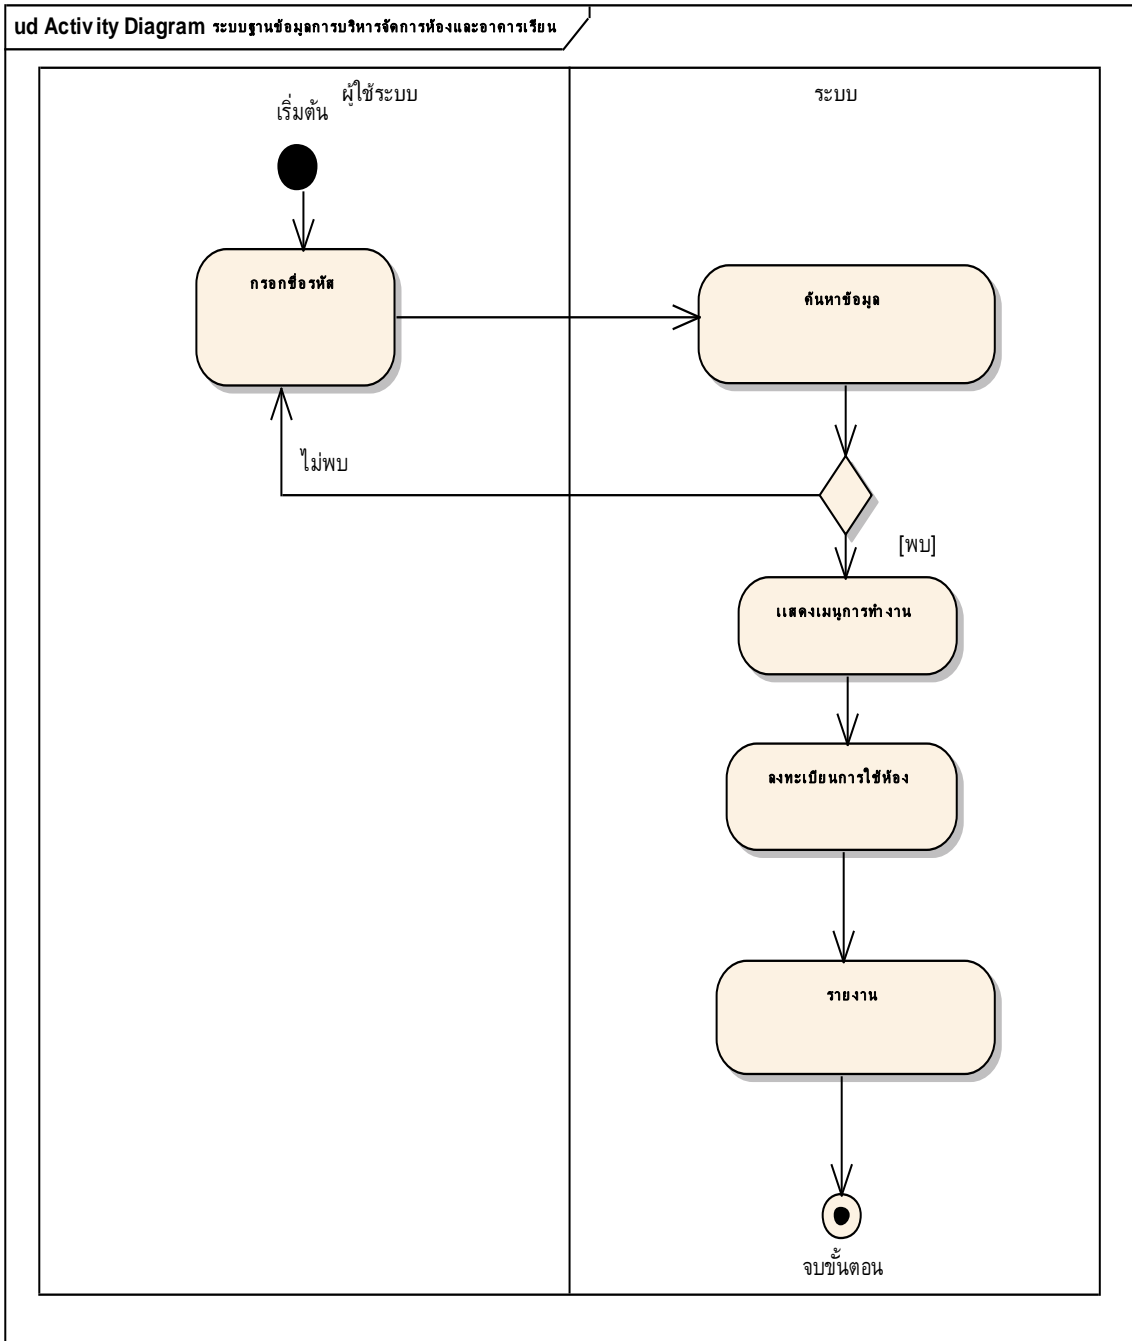 ud Activity Diagram ระบบฐานข้อมูลการบริหารจัดการห้องและอาคารเรียน
ผู้ใช้ระบบ
ระบบ
เริ่มต้น
กรอกชื่อรหัส
ค้นหาข้อมูล
ไม่พบ
[พบ]
แสดงเมนูการทำงาน
ลงทะเบียนการใช้ห้อง
รายงาน
จบขั้นตอน